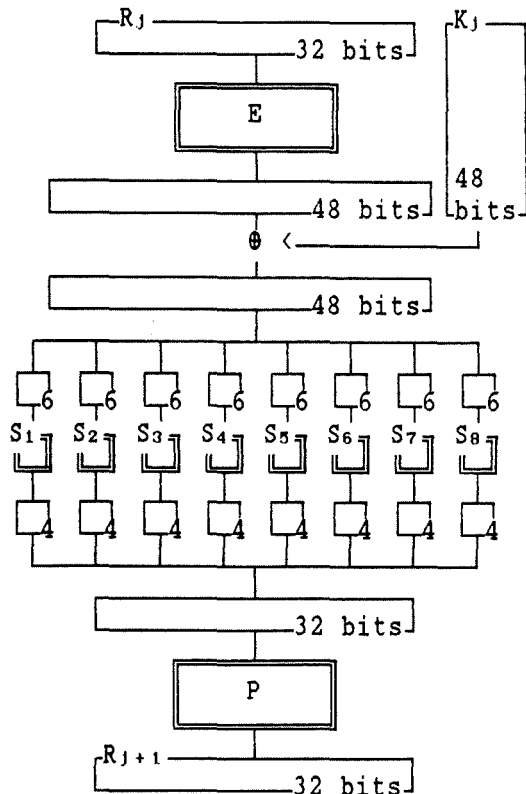 Rj Kj
32 bits
E
48 bits
48 bits
⊕ <
48 bits
6 6 6 6 6 6 6 6
S1 S2 S3 S4 S5 S6 S7 S8
4 4 4 4 4 4 4 4
32 bits
P
Rj+1
32 bits